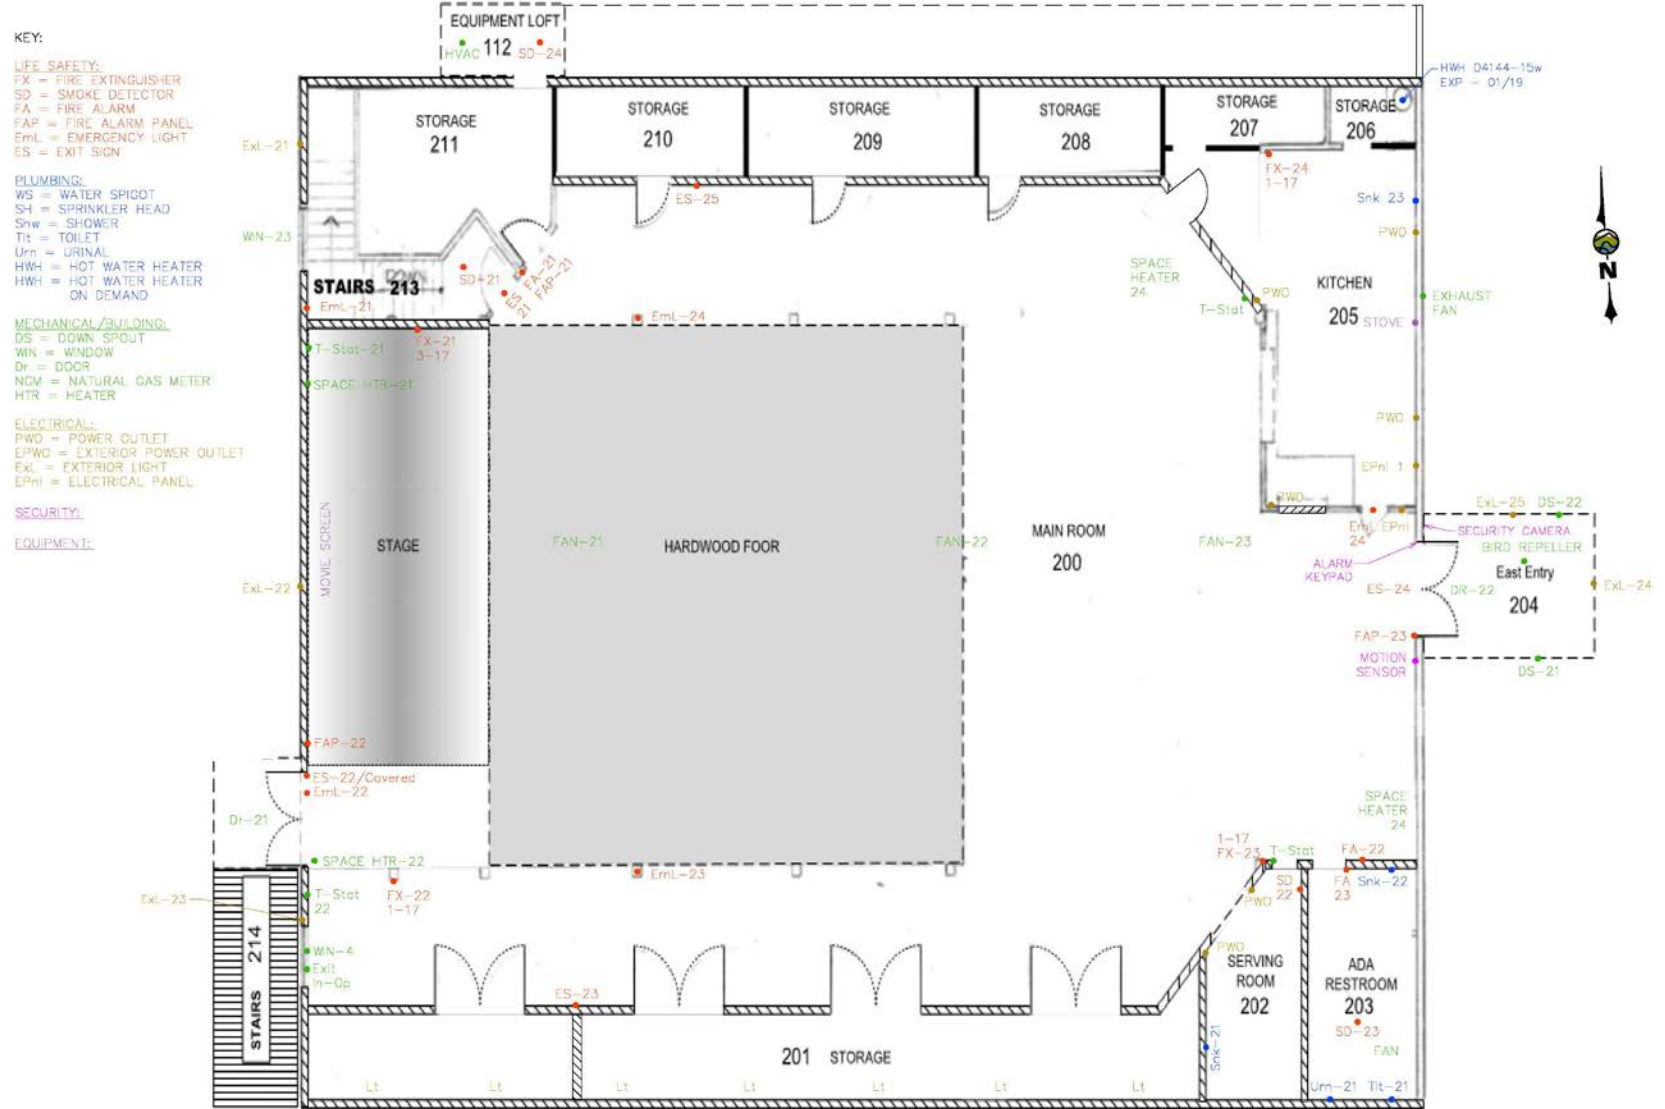 KEY:
LIFE SAFETY:
FX = FIRE EXTINGUISHER
SD = SMOKE DETECTOR
FA = FIRE ALARM
FAP = FIRE ALARM PANEL
EmL = EMERGENCY LIGHT
ES = EXIT SIGN
PLUMBING:
WS = WATER SPIGOT
SH = SPRINKLER HEAD
Shw = SHOWER
Tlt = TOILET
Urn = URINAL
HWH = HOT WATER HEATER
HWH = HOT WATER HEATER
ON DEMAND
MECHANICAL/BUILDING:
DS = DOWN SPOUT
WIN = WINDOW
Dr = DOOR
NGM = NATURAL GAS METER
HTR = HEATER
ELECTRICAL:
PWO = POWER OUTLET
EPWO = EXTERIOR POWER OUTLET
ExL = EXTERIOR LIGHT
EPnl = ELECTRICAL PANEL
SECURITY:
EQUIPMENT:
EQUIPMENT LOFT
112
HVAC
SD-24
HWH 04144-15w
EXP - 01/19
STORAGE
211
STORAGE
210
STORAGE
209
STORAGE
208
STORAGE
207
STORAGE
206
ExL-21
FX-24
1-17
ES-25
Snk 23
PWO
WIN-23
SD-21
FA-21
FAP-21
ES
21
STAIRS 213
EmL-21
SPACE
HEATER
24
T-Stat
PWO
KITCHEN
205
EXHAUST
FAN
STOVE
N
EmL-24
FX-21
3-17
T-Stat-21
SPACE HTR-21
PWO
EPnl 1
PWO
EmL
24
EPnl
ExL-25
DS-22
SECURITY CAMERA
BIRD REPELLER
ALARM
KEYPAD
MOVIE SCREEN
STAGE
FAN-21
HARDWOOD FOOR
FAN-22
MAIN ROOM
200
FAN-23
ExL-22
ES-24
DR-22
East Entry
204
ExL-24
FAP-23
MOTION
SENSOR
DS-21
FAP-22
ES-22/Covered
EmL-22
Dr-21
SPACE
HEATER
24
SPACE HTR-22
EmL-23
1-17
FX-23
T-Stat
FA-22
T-Stat
22
FX-22
1-17
SD
22
FA
23
Snk-22
PWO
ExL-23
STAIRS 214
WIN-4
Exit
In-Op
PWO
SERVING
ROOM
202
ADA
RESTROOM
203
SD-23
FAN
ES-23
Snk-21
201 STORAGE
Lt
Lt
Lt
Lt
Lt
Lt
Lt
Urn-21
Tlt-21